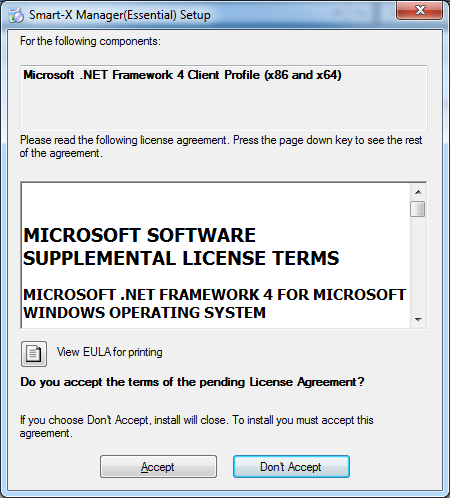 Smart-X Manager(Essential) Setup
For the following components:
Microsoft .NET Framework 4 Client Profile (x86 and x64)
Please read the following license agreement. Press the page down key to see the rest
of the agreement.
MICROSOFT SOFTWARE
SUPPLEMENTAL LICENSE TERMS
MICROSOFT .NET FRAMEWORK 4 FOR MICROSOFT
WINDOWS OPERATING SYSTEM
View EULA for printing
Do you accept the terms of the pending License Agreement?
If you choose Don't Accept, install will close. To install you must accept this
agreement.
Accept
Don't Accept